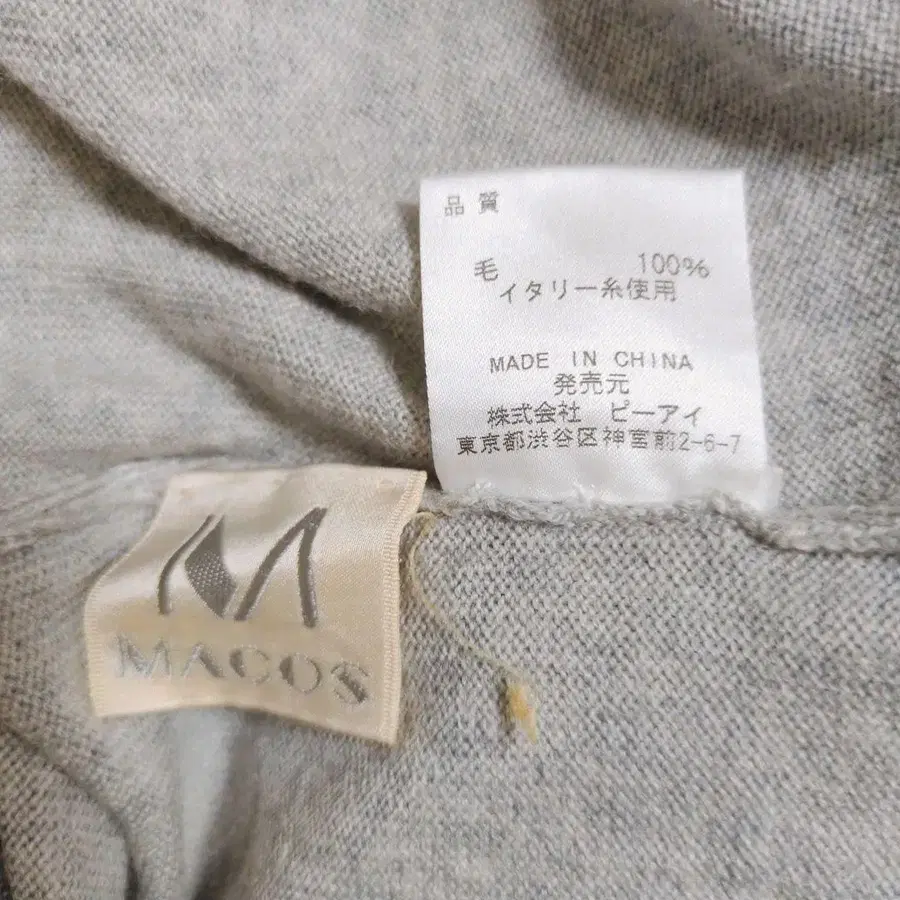 品質
毛 100%
イタリー糸使用
MADE IN CHINA
発売元
株式会社 ピーアイ
東京都渋谷区神宮前2-6-7
MACOS